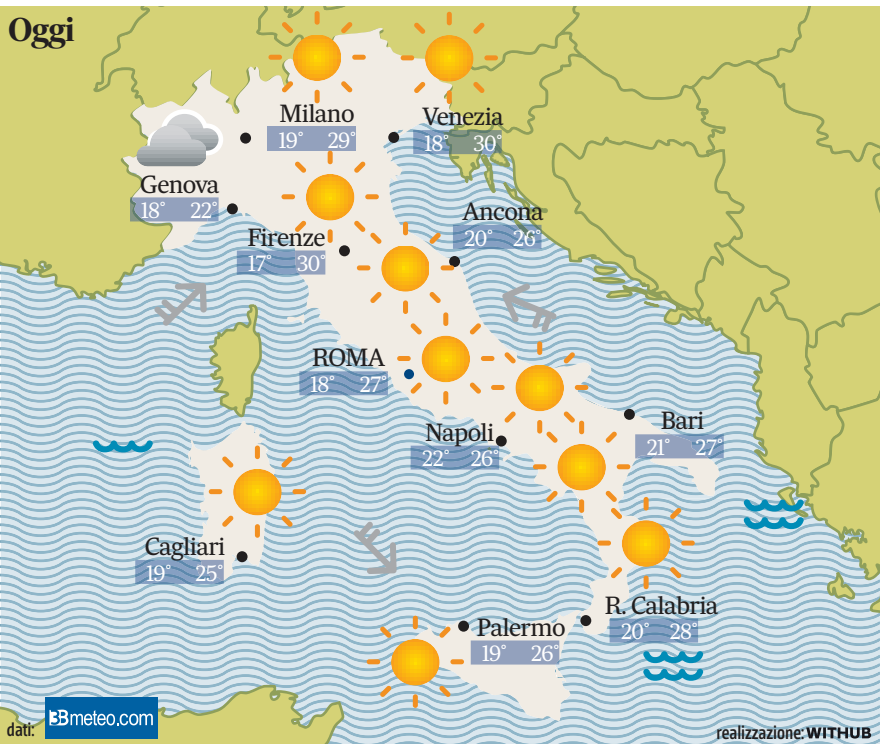 Oggi
Milano
19° 29°
Venezia
18° 30°
Genova
18° 22°
Ancona
20° 26°
Firenze
17° 30°
ROMA
18° 27°
Napoli
22° 26°
Bari
21° 27°
Cagliari
19° 25°
R. Calabria
20° 28°
Palermo
19° 26°
dati: 3Bmeteo.com
realizzazione: WITHUB